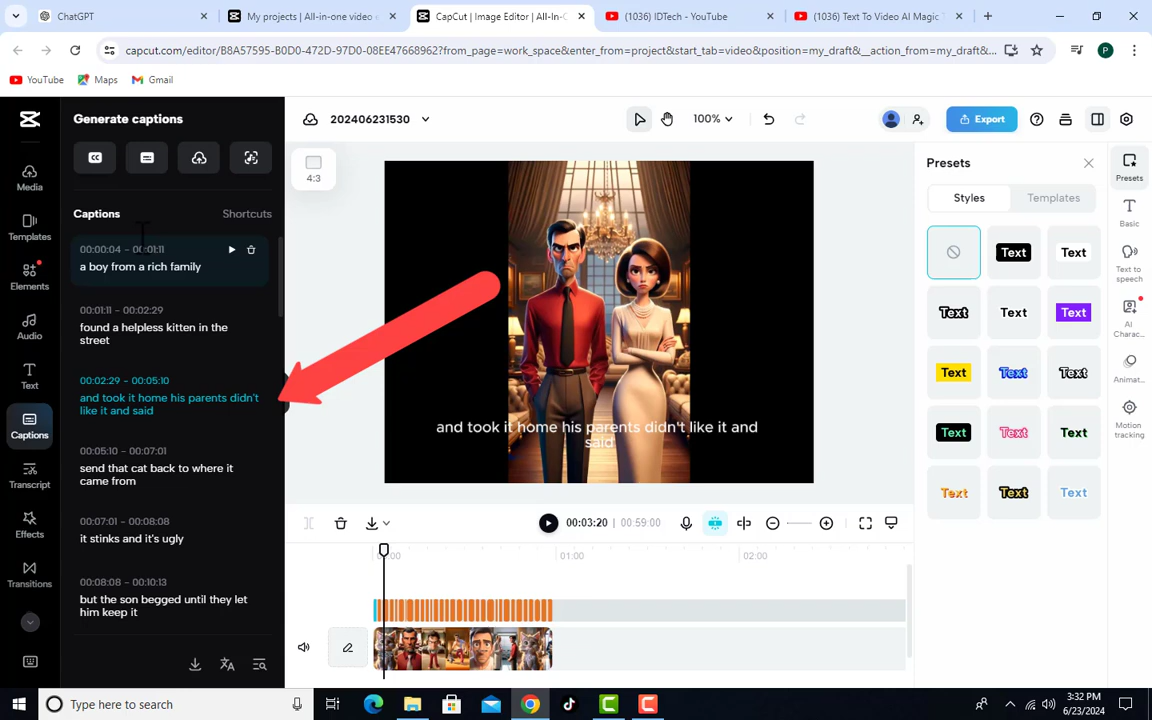 ChatGPT
My projects | All-in-one video e
CapCut | Image Editor | All-In-C
(1036) IDTech - YouTube
(1036) Text To Video AI Magic T
capcut.com/editor/B8A57595-B0D0-472D-97D0-08EE47668962?from_page=work_space&enter_from=project&start_tab=video&position=my_draft&__action_from=my_draft&...
P
YouTube
Maps
Gmail
Generate captions
202406231530
100%
Export
Media
Templates
Elements
Audio
Text
Captions
Transcript
Effects
Transitions
Captions
Shortcuts
00:00:04 – 00:01:11
a boy from a rich family
00:01:11 – 00:02:29
found a helpless kitten in the
street
00:02:29 – 00:05:10
and took it home his parents didn't
like it and said
00:05:10 – 00:07:01
send that cat back to where it
came from
00:07:01 – 00:08:08
it stinks and it's ugly
00:08:08 – 00:10:13
but the son begged until they let
him keep it
4:3
and took it home his parents didn't like it and
said
00:03:20 | 00:59:00
01:00
02:00
Presets
Styles
Templates
Text
Text
Text
Text
Text
Text
Text
Text
Text
Text
Text
Text
Text
Text
Presets
Basic
Text to
speech
AI
Charac...
Animat...
Motion
tracking
Type here to search
3:32 PM
6/23/2024